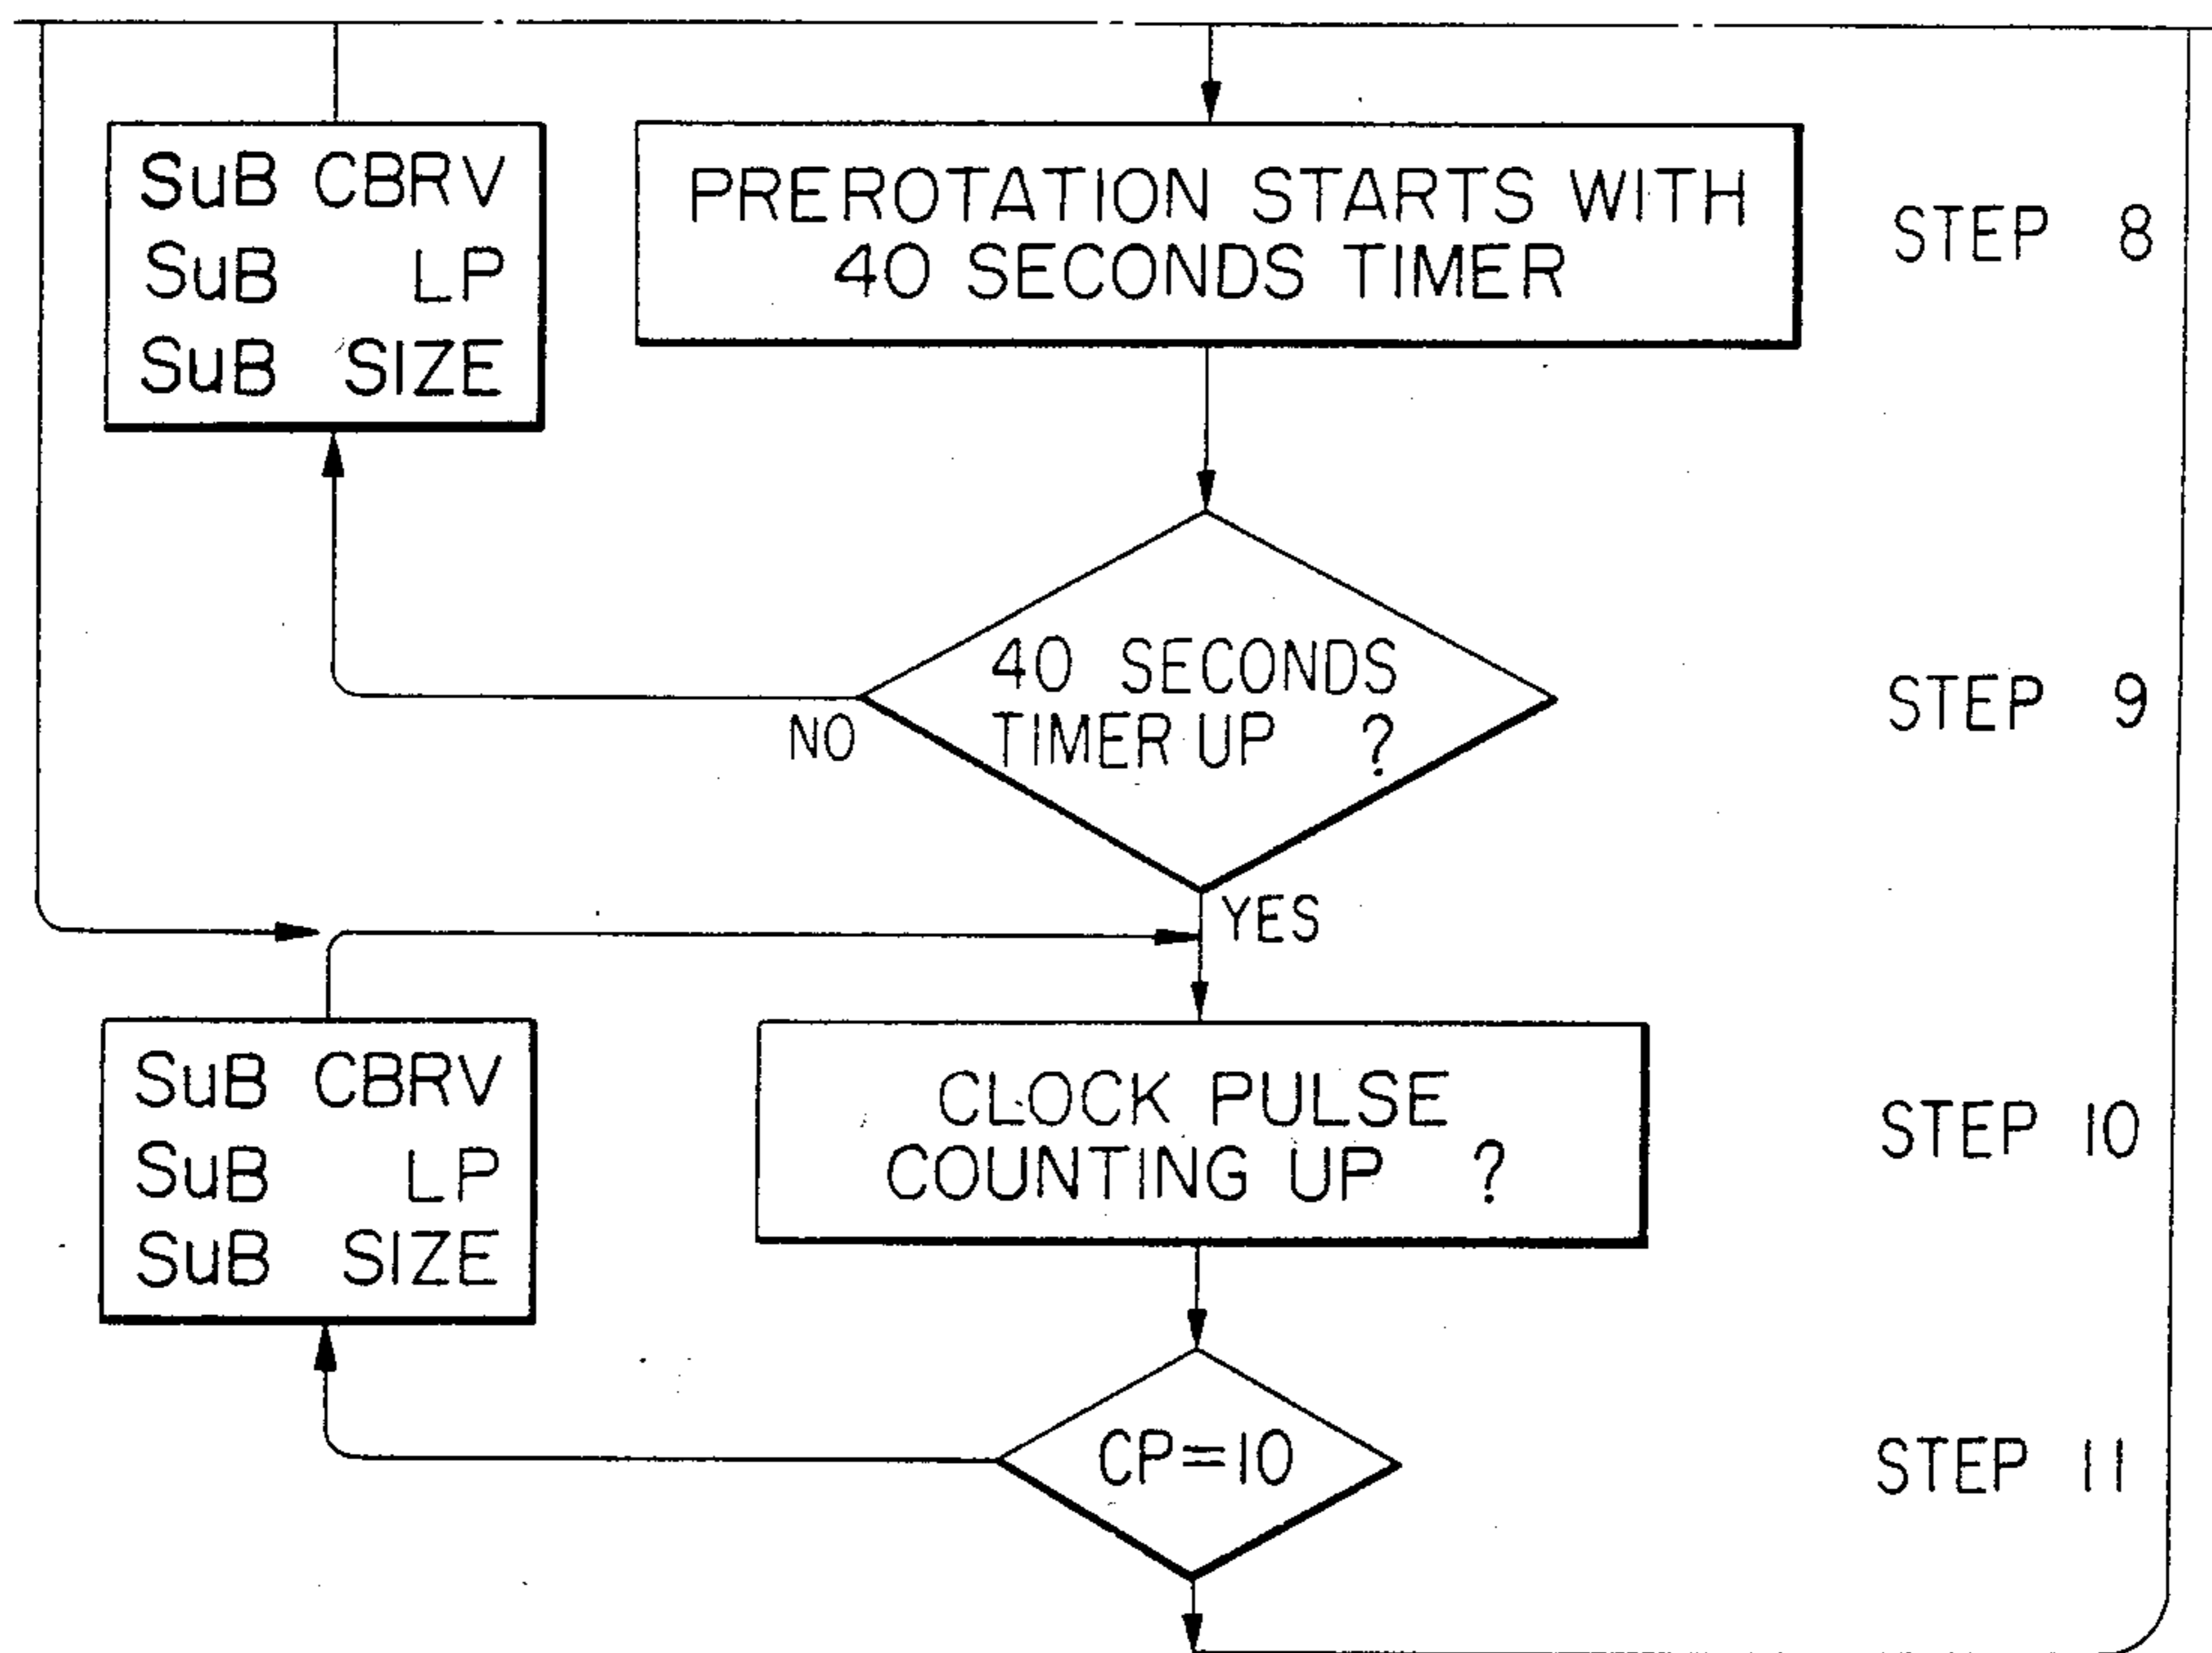 SuB CBRV
SuB LP
SuB SIZE
PREROTATION STARTS WITH
40 SECONDS TIMER
STEP 8
40 SECONDS
TIMER UP ?
NO
STEP 9
YES
SuB CBRV
SuB LP
SuB SIZE
CLOCK PULSE
COUNTING UP ?
STEP 10
CP=10
STEP 11